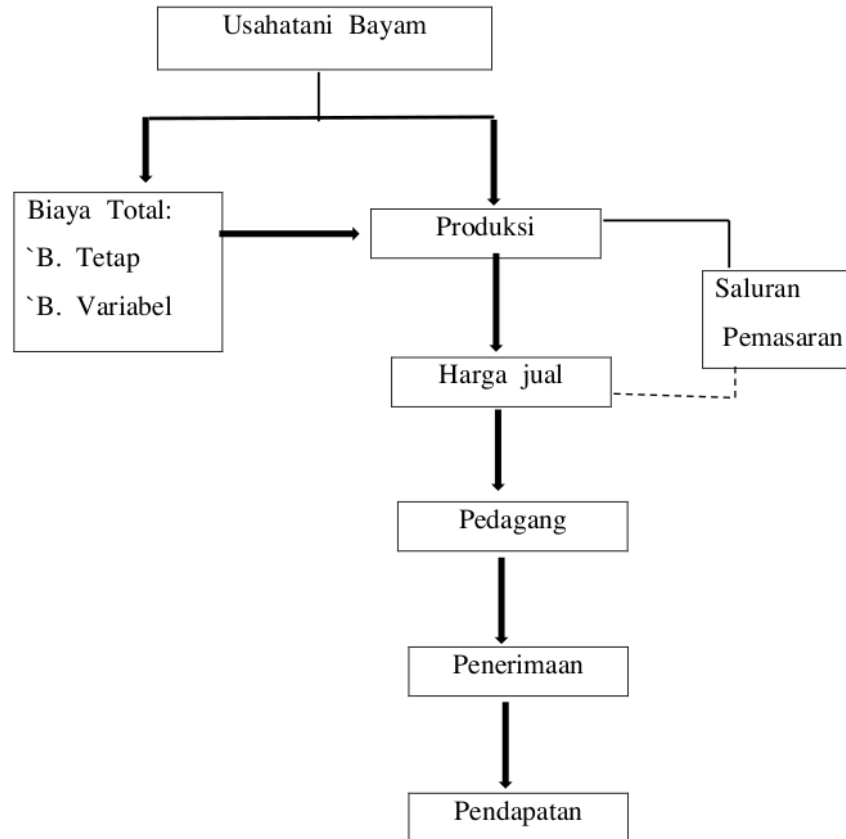 Usahatani Bayam
Biaya Total:
`B. Tetap
`B. Variabel
Produksi
Saluran
Pemasaran
Harga jual
Pedagang
Penerimaan
Pendapatan